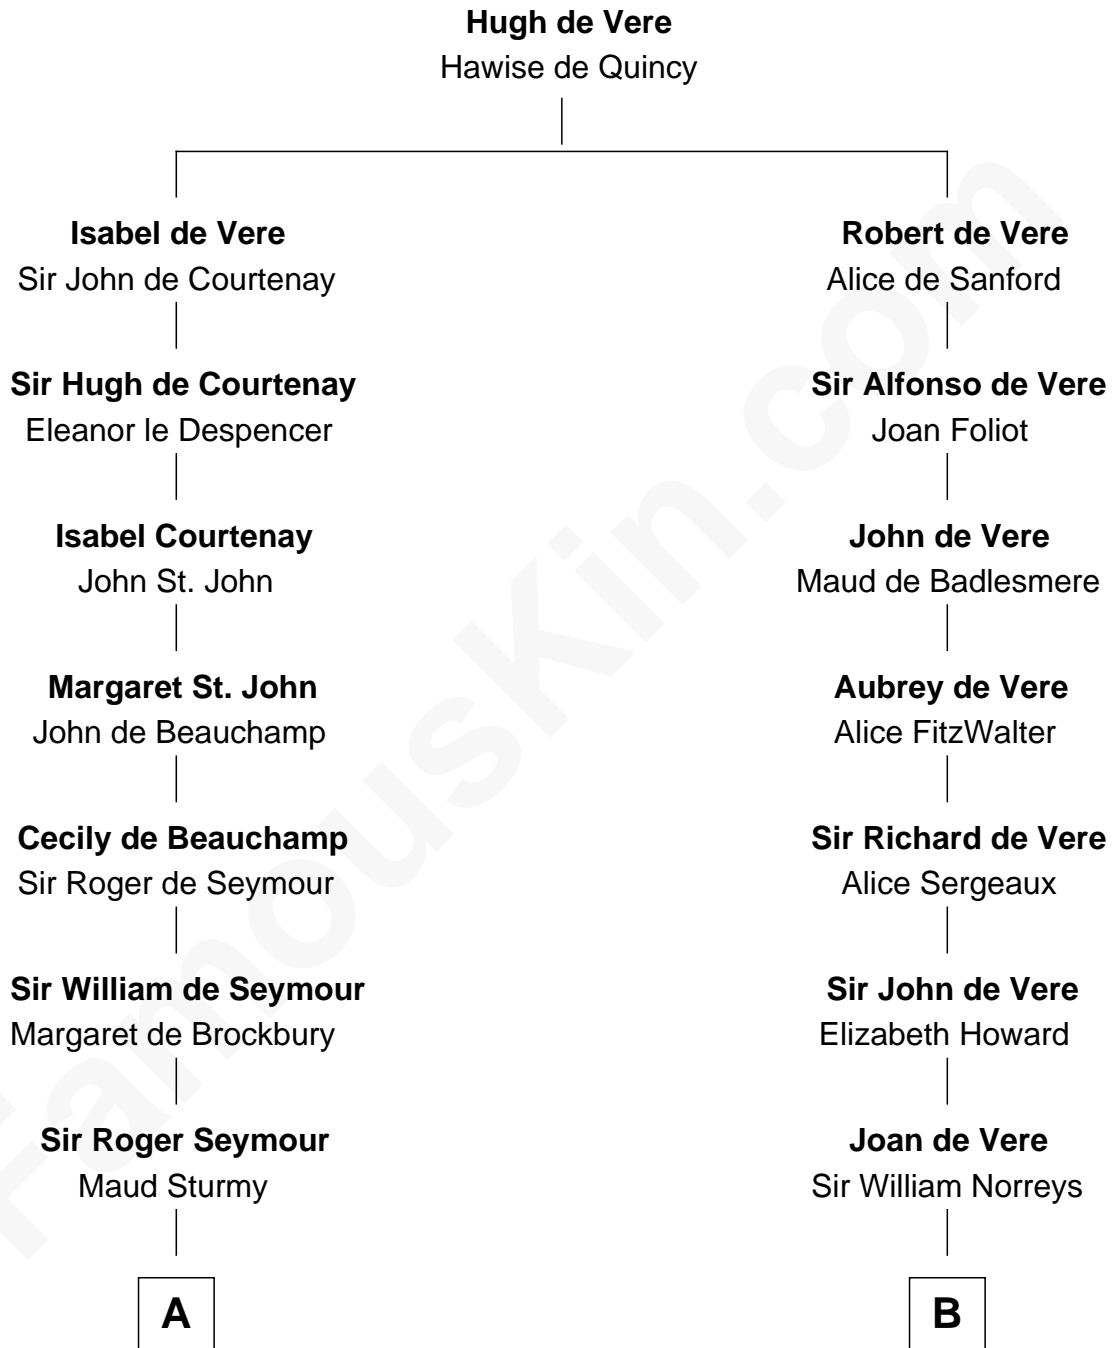 Hugh de Vere
Hawise de Quincy
Isabel de Vere
Sir John de Courtenay
Robert de Vere
Alice de Sanford
Sir Hugh de Courtenay
Eleanor le Despencer
Sir Alfonso de Vere
Joan Foliot
Isabel Courtenay
John St. John
John de Vere
Maud de Badlesmere
Margaret St. John
John de Beauchamp
Aubrey de Vere
Alice FitzWalter
Cecily de Beauchamp
Sir Roger de Seymour
Sir Richard de Vere
Alice Sergeaux
Sir William de Seymour
Margaret de Brockbury
Sir John de Vere
Elizabeth Howard
Sir Roger Seymour
Maud Sturmy
Joan de Vere
Sir William Norreys
A
B
FamousKin.com